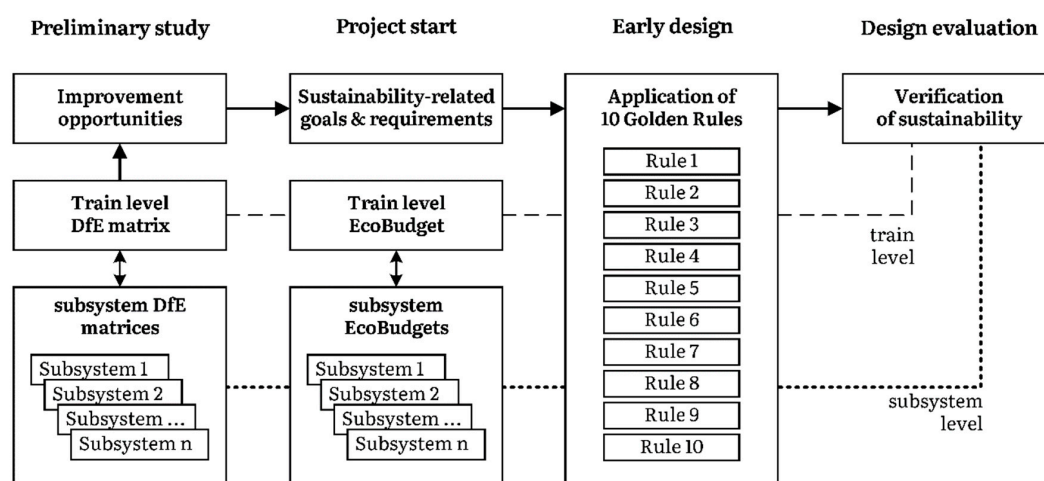 Preliminary study
Project start
Early design
Design evaluation
Improvement
opportunities
Sustainability-related
goals & requirements
Application of
10 Golden Rules
Verification
of sustainability
Train level
DfE matrix
Train level
EcoBudget
subsystem DfE
matrices
Subsystem 1
Subsystem 2
Subsystem ...
Subsystem n
subsystem
EcoBudgets
Subsystem 1
Subsystem 2
Subsystem ...
Subsystem n
Rule 1
Rule 2
Rule 3
Rule 4
Rule 5
Rule 6
Rule 7
Rule 8
Rule 9
Rule 10
train
level
subsystem
level